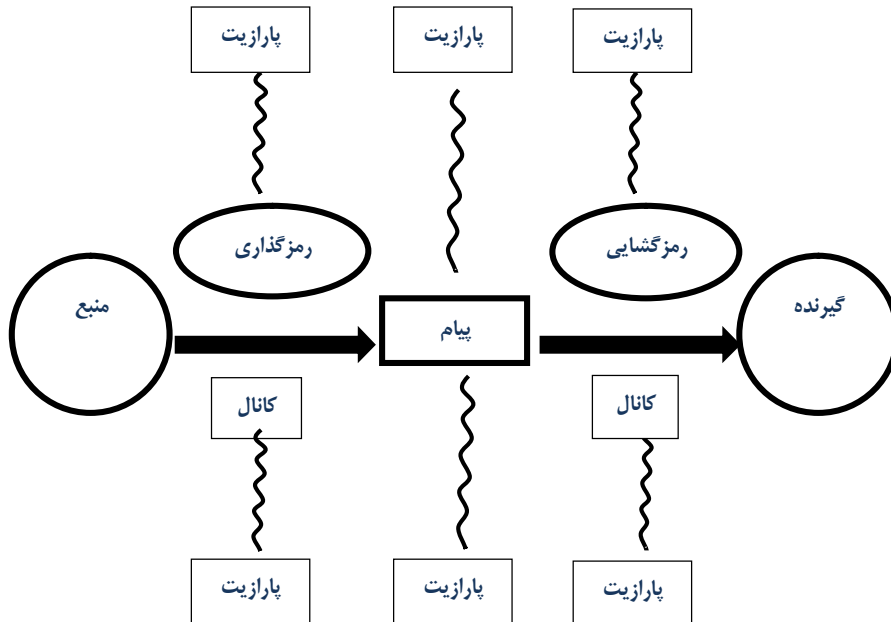 پارازیت
پارازیت
پارازیت
رمزگشایی
رمزگذاری
گیرنده
پیام
منبع
کانال
کانال
پارازیت
پارازیت
پارازیت